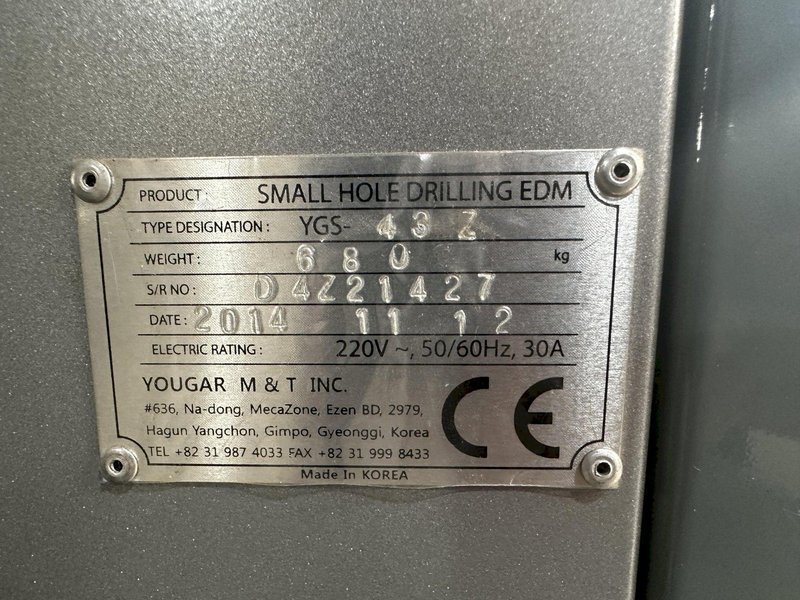 PRODUCT : SMALL HOLE DRILLING EDM
TYPE DESIGNATION : YGS- 43 Z
WEIGHT : 680 kg
S/R NO : D4Z21427
DATE : 2014 11 12
ELECTRIC RATING : 220V ~, 50/60Hz, 30A
YOUGAR M & T INC.
#636, Na-dong, MecaZone, Ezen BD, 2979,
Hagun Yangchon, Gimpo, Gyeonggi, Korea
TEL +82 31 987 4033 FAX +82 31 999 8433
CE
Made In KOREA